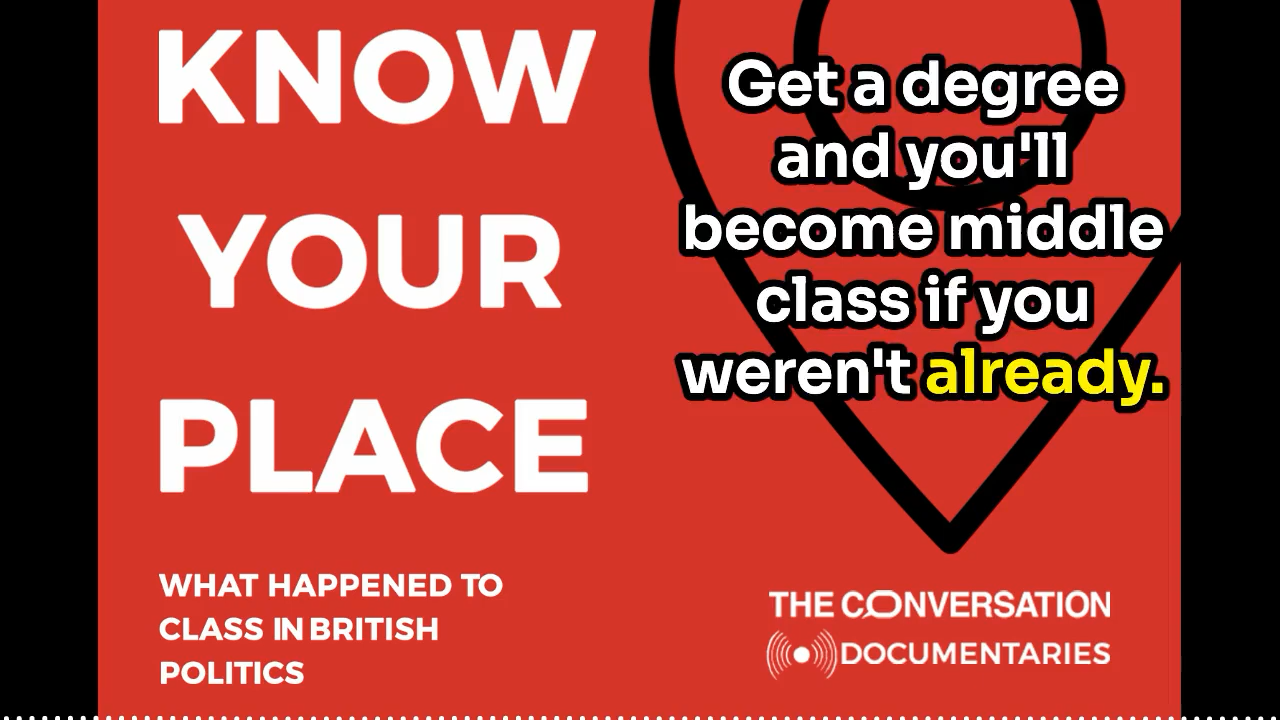 KNOW
YOUR
PLACE
WHAT HAPPENED TO
CLASS IN BRITISH
POLITICS
Get a degree
and you'll
become middle
class if you
weren't already.
THE CONVERSATION
DOCUMENTARIES